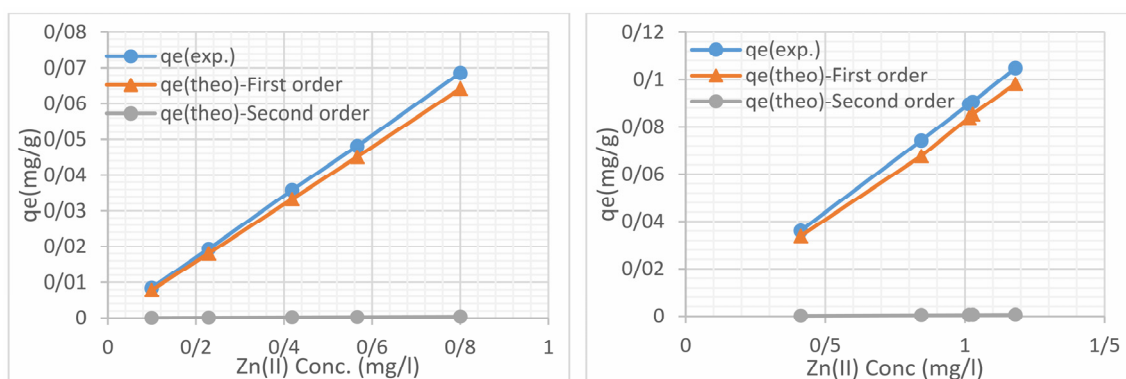 0/08
0/07
0/06
0/05
0/04
0/03
0/02
0/01
0
qe(mg/g)
qe(exp.)
qe(theo)-First order
qe(theo)-Second order
0 0/2 0/4 0/6 0/8 1
Zn(II) Conc. (mg/l)
0/12
0/1
0/08
0/06
0/04
0/02
0
qe(mg/g)
qe(exp.)
qe(theo)-First order
qe(theo)-Second order
0 0/5 1 1/5
Zn(II) Conc (mg/l)